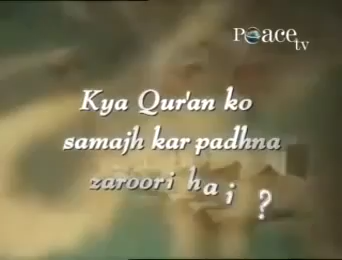 Peace tv
Kya Qur'an ko
samajh kar padhna
zaroori hai ?